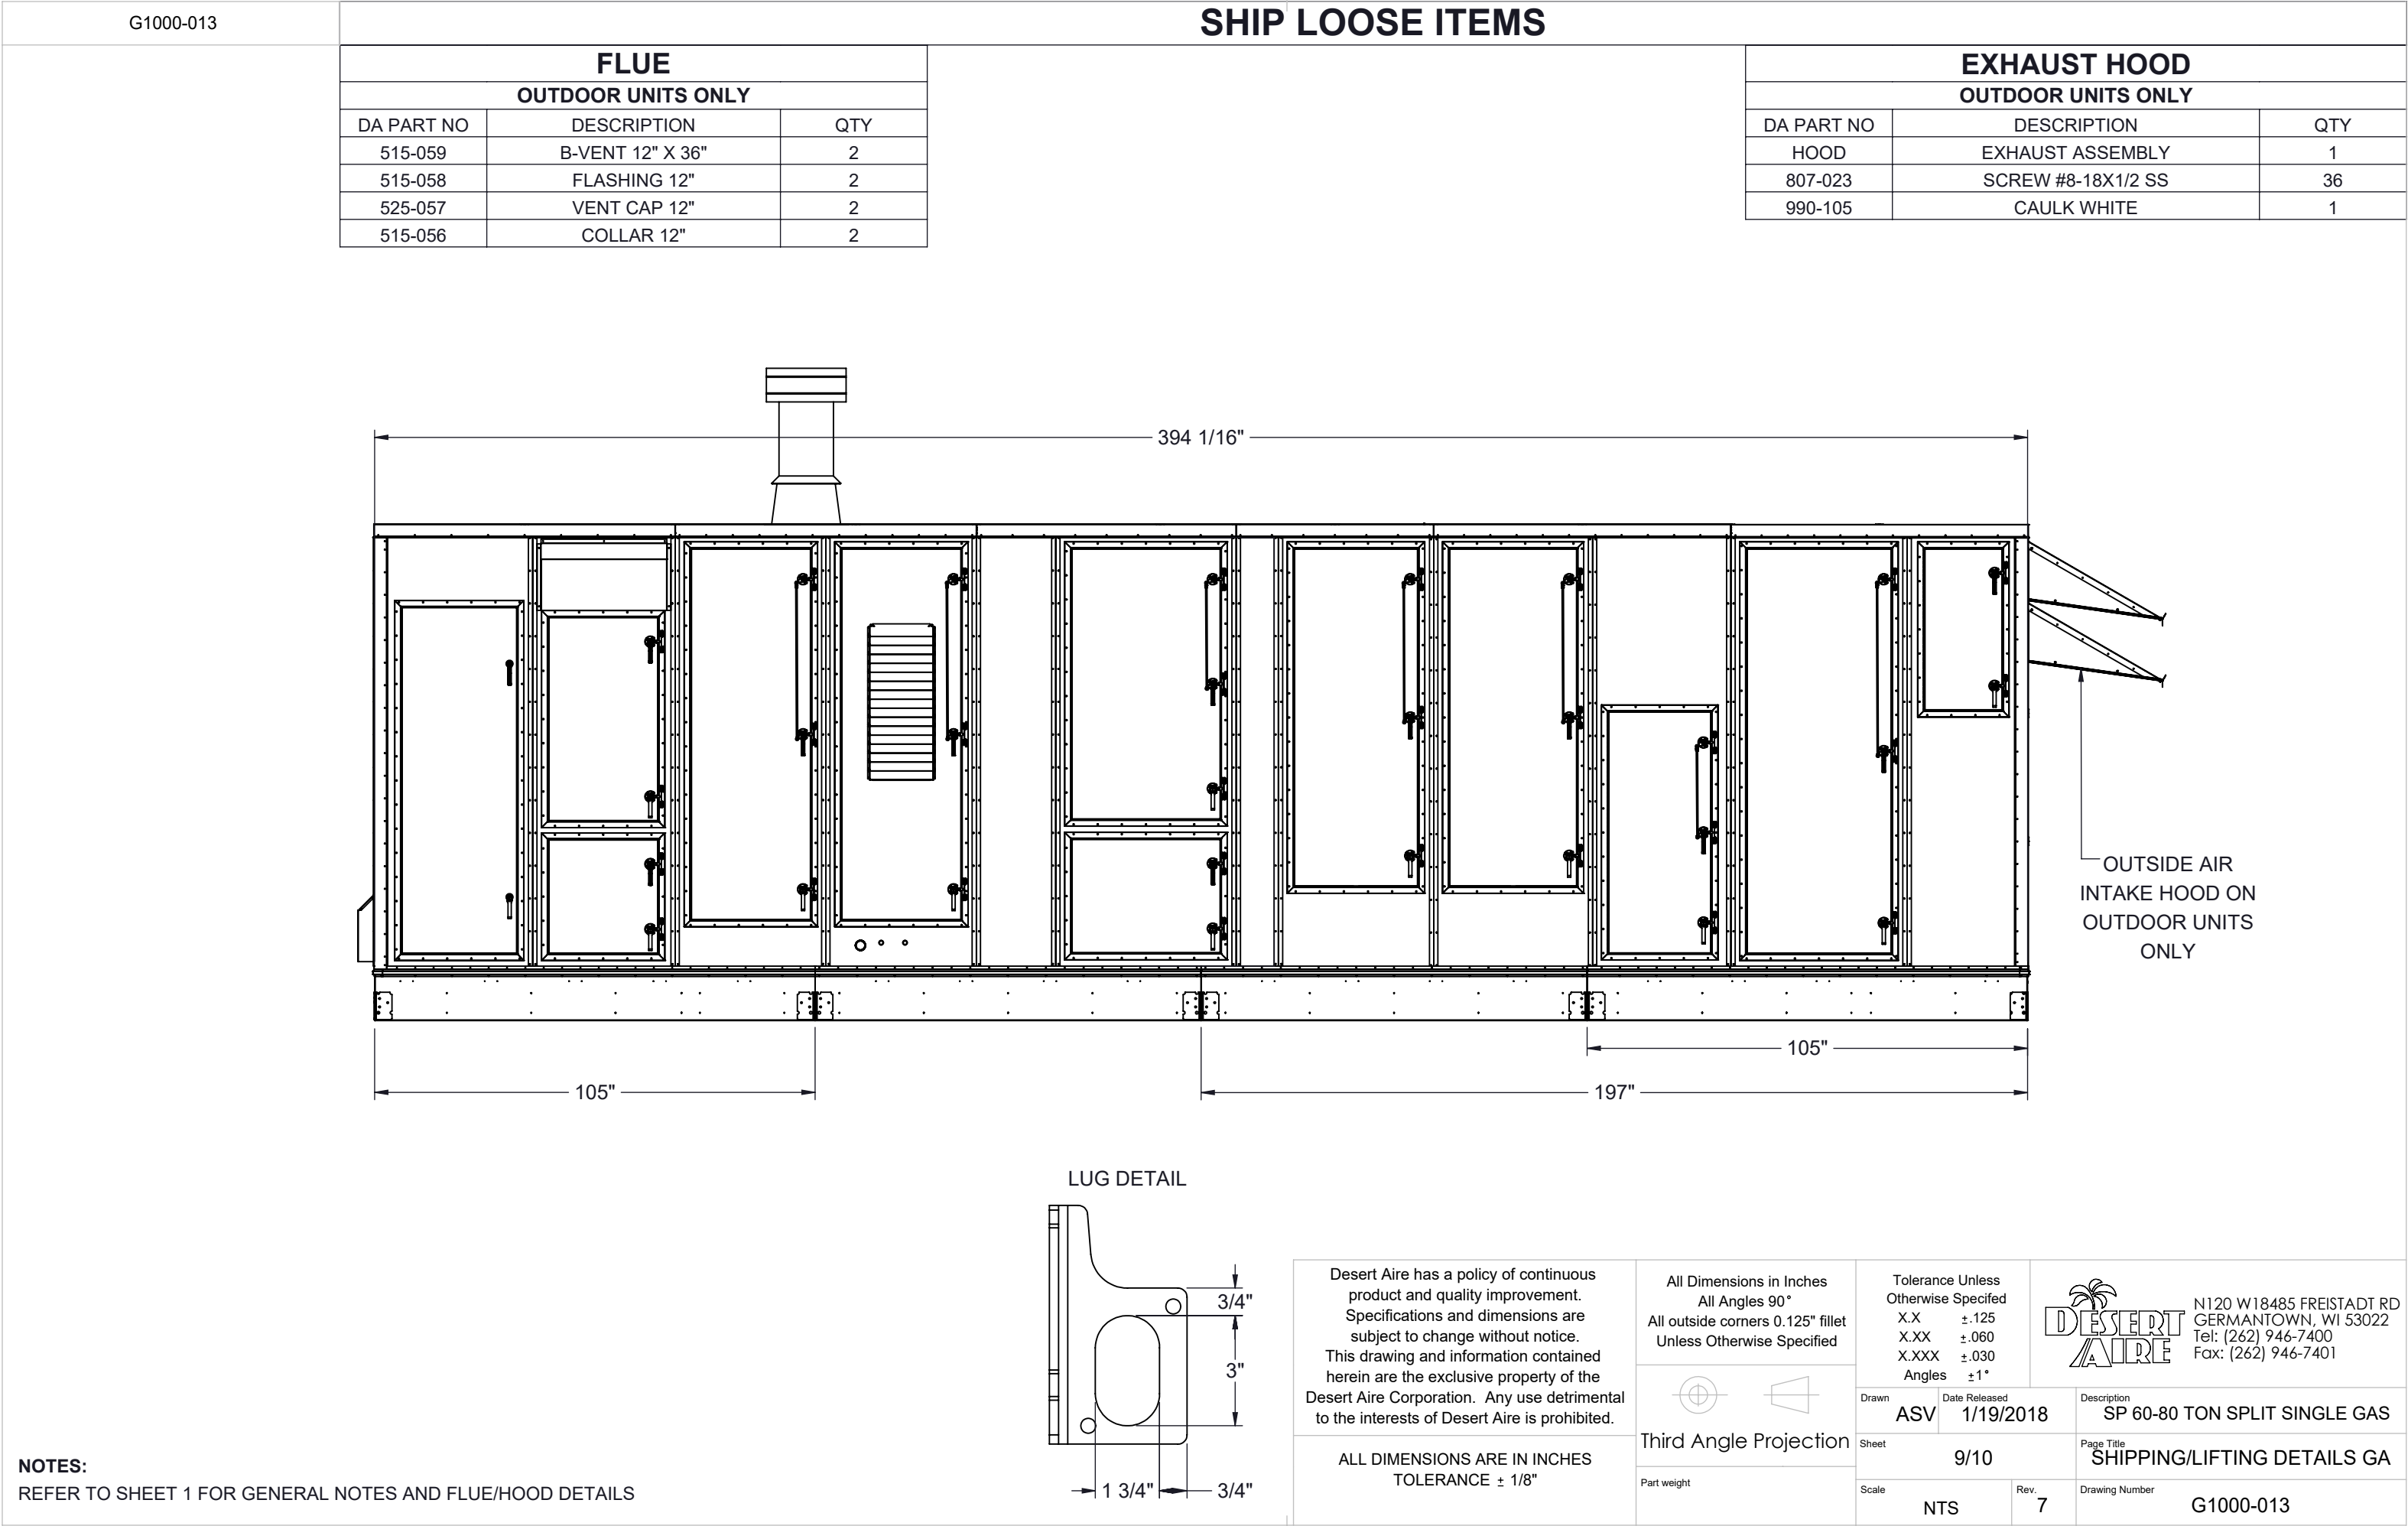 G1000-013
SHIP LOOSE ITEMS
FLUE
OUTDOOR UNITS ONLY
DA PART NO DESCRIPTION QTY
515-059 B-VENT 12" X 36" 2
515-058 FLASHING 12" 2
525-057 VENT CAP 12" 2
515-056 COLLAR 12" 2
EXHAUST HOOD
OUTDOOR UNITS ONLY
DA PART NO DESCRIPTION QTY
HOOD EXHAUST ASSEMBLY 1
807-023 SCREW #8-18X1/2 SS 36
990-105 CAULK WHITE 1
394 1/16"
OUTSIDE AIR
INTAKE HOOD ON
OUTDOOR UNITS
ONLY
105"
105"
197"
LUG DETAIL
3/4"
3"
1 3/4"
3/4"
NOTES:
REFER TO SHEET 1 FOR GENERAL NOTES AND FLUE/HOOD DETAILS
Desert Aire has a policy of continuous
product and quality improvement.
Specifications and dimensions are
subject to change without notice.
This drawing and information contained
herein are the exclusive property of the
Desert Aire Corporation. Any use detrimental
to the interests of Desert Aire is prohibited.
ALL DIMENSIONS ARE IN INCHES
TOLERANCE ± 1/8"
All Dimensions in Inches
All Angles 90°
All outside corners 0.125" fillet
Unless Otherwise Specified
Third Angle Projection
Part weight
Tolerance Unless
Otherwise Specifed
X.X ±.125
X.XX ±.060
X.XXX ±.030
Angles ±1°
DESERT
AIRE
N120 W18485 FREISTADT RD
GERMANTOWN, WI 53022
Tel: (262) 946-7400
Fax: (262) 946-7401
Drawn ASV
Date Released 1/19/2018
Description
SP 60-80 TON SPLIT SINGLE GAS
Sheet 9/10
Page Title
SHIPPING/LIFTING DETAILS GA
Scale NTS
Rev. 7
Drawing Number
G1000-013